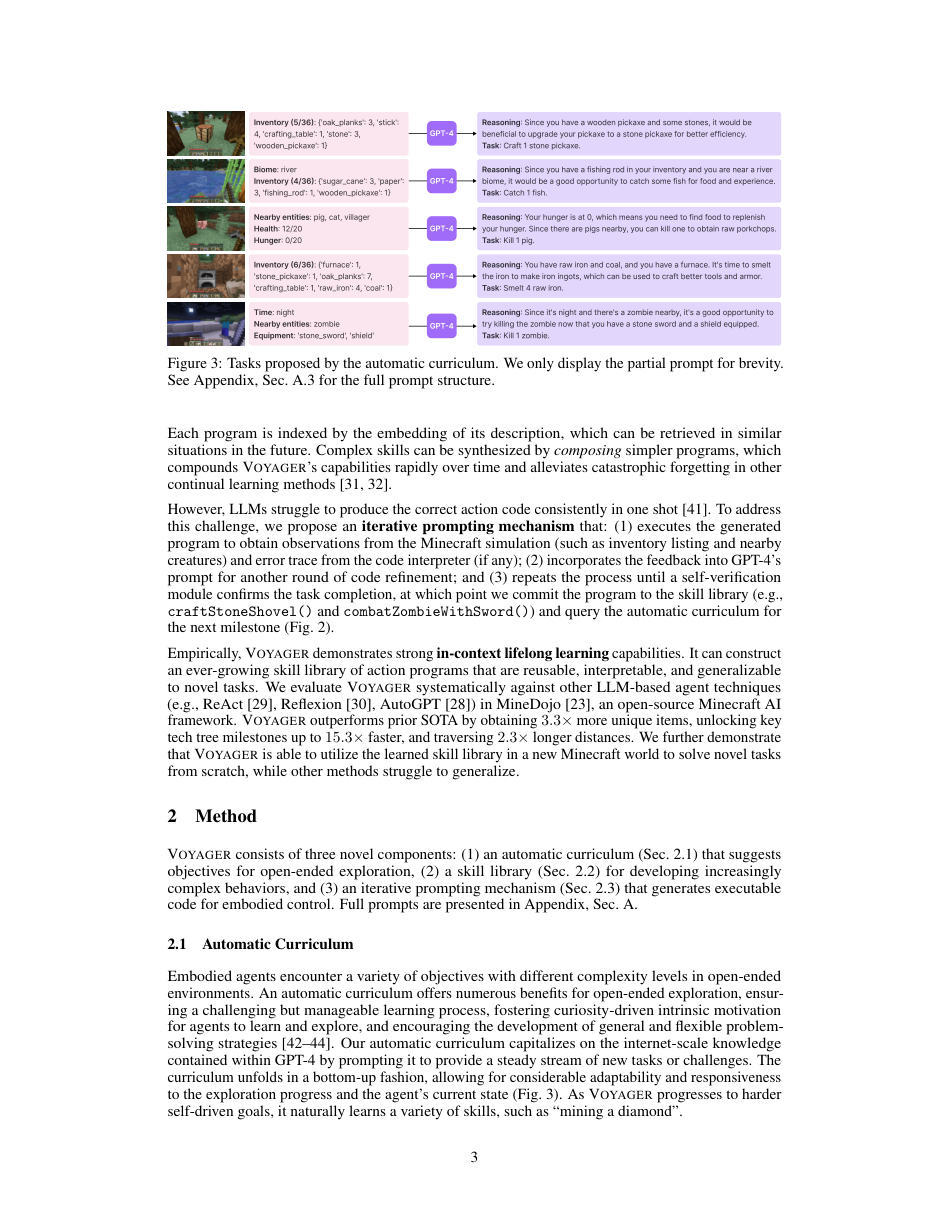 Inventory (5/36): {'oak_planks': 3, 'stick':
4, 'crafting_table': 1, 'stone': 3,
'wooden_pickaxe': 1}
GPT-4
Reasoning: Since you have a wooden pickaxe and some stones, it would be
beneficial to upgrade your pickaxe to a stone pickaxe for better efficiency.
Task: Craft 1 stone pickaxe.
Biome: river
Inventory (4/36): {'sugar_cane': 3, 'paper':
3, 'fishing_rod': 1, 'wooden_pickaxe': 1}
GPT-4
Reasoning: Since you have a fishing rod in your inventory and you are near a river
biome, it would be a good opportunity to catch some fish for food and experience.
Task: Catch 1 fish.
Nearby entities: pig, cat, villager
Health: 12/20
Hunger: 0/20
GPT-4
Reasoning: Your hunger is at 0, which means you need to find food to replenish
your hunger. Since there are pigs nearby, you can kill one to obtain raw porkchops.
Task: Kill 1 pig.
Inventory (6/36): {'furnace': 1,
'stone_pickaxe': 1, 'oak_planks': 7,
'crafting_table': 1, 'raw_iron': 4, 'coal': 1}
GPT-4
Reasoning: You have raw iron and coal, and you have a furnace. It's time to smelt
the iron to make iron ingots, which can be used to craft better tools and armor.
Task: Smelt 4 raw iron.
Time: night
Nearby entities: zombie
Equipment: 'stone_sword', 'shield'
GPT-4
Reasoning: Since it's night and there's a zombie nearby, it's a good opportunity to
try killing the zombie now that you have a stone sword and a shield equipped.
Task: Kill 1 zombie.
Figure 3: Tasks proposed by the automatic curriculum. We only display the partial prompt for brevity.
See Appendix, Sec. A.3 for the full prompt structure.
Each program is indexed by the embedding of its description, which can be retrieved in similar
situations in the future. Complex skills can be synthesized by composing simpler programs, which
compounds VOYAGER's capabilities rapidly over time and alleviates catastrophic forgetting in other
continual learning methods [31, 32].
However, LLMs struggle to produce the correct action code consistently in one shot [41]. To address
this challenge, we propose an iterative prompting mechanism that: (1) executes the generated
program to obtain observations from the Minecraft simulation (such as inventory listing and nearby
creatures) and error trace from the code interpreter (if any); (2) incorporates the feedback into GPT-4's
prompt for another round of code refinement; and (3) repeats the process until a self-verification
module confirms the task completion, at which point we commit the program to the skill library (e.g.,
craftStoneShovel() and combatZombieWithSword()) and query the automatic curriculum for
the next milestone (Fig. 2).
Empirically, VOYAGER demonstrates strong in-context lifelong learning capabilities. It can construct
an ever-growing skill library of action programs that are reusable, interpretable, and generalizable
to novel tasks. We evaluate VOYAGER systematically against other LLM-based agent techniques
(e.g., ReAct [29], Reflexion [30], AutoGPT [28]) in MineDojo [23], an open-source Minecraft AI
framework. VOYAGER outperforms prior SOTA by obtaining 3.3× more unique items, unlocking key
tech tree milestones up to 15.3× faster, and traversing 2.3× longer distances. We further demonstrate
that VOYAGER is able to utilize the learned skill library in a new Minecraft world to solve novel tasks
from scratch, while other methods struggle to generalize.
2 Method
VOYAGER consists of three novel components: (1) an automatic curriculum (Sec. 2.1) that suggests
objectives for open-ended exploration, (2) a skill library (Sec. 2.2) for developing increasingly
complex behaviors, and (3) an iterative prompting mechanism (Sec. 2.3) that generates executable
code for embodied control. Full prompts are presented in Appendix, Sec. A.
2.1 Automatic Curriculum
Embodied agents encounter a variety of objectives with different complexity levels in open-ended
environments. An automatic curriculum offers numerous benefits for open-ended exploration, ensur-
ing a challenging but manageable learning process, fostering curiosity-driven intrinsic motivation
for agents to learn and explore, and encouraging the development of general and flexible problem-
solving strategies [42–44]. Our automatic curriculum capitalizes on the internet-scale knowledge
contained within GPT-4 by prompting it to provide a steady stream of new tasks or challenges. The
curriculum unfolds in a bottom-up fashion, allowing for considerable adaptability and responsiveness
to the exploration progress and the agent's current state (Fig. 3). As VOYAGER progresses to harder
self-driven goals, it naturally learns a variety of skills, such as “mining a diamond”.
3